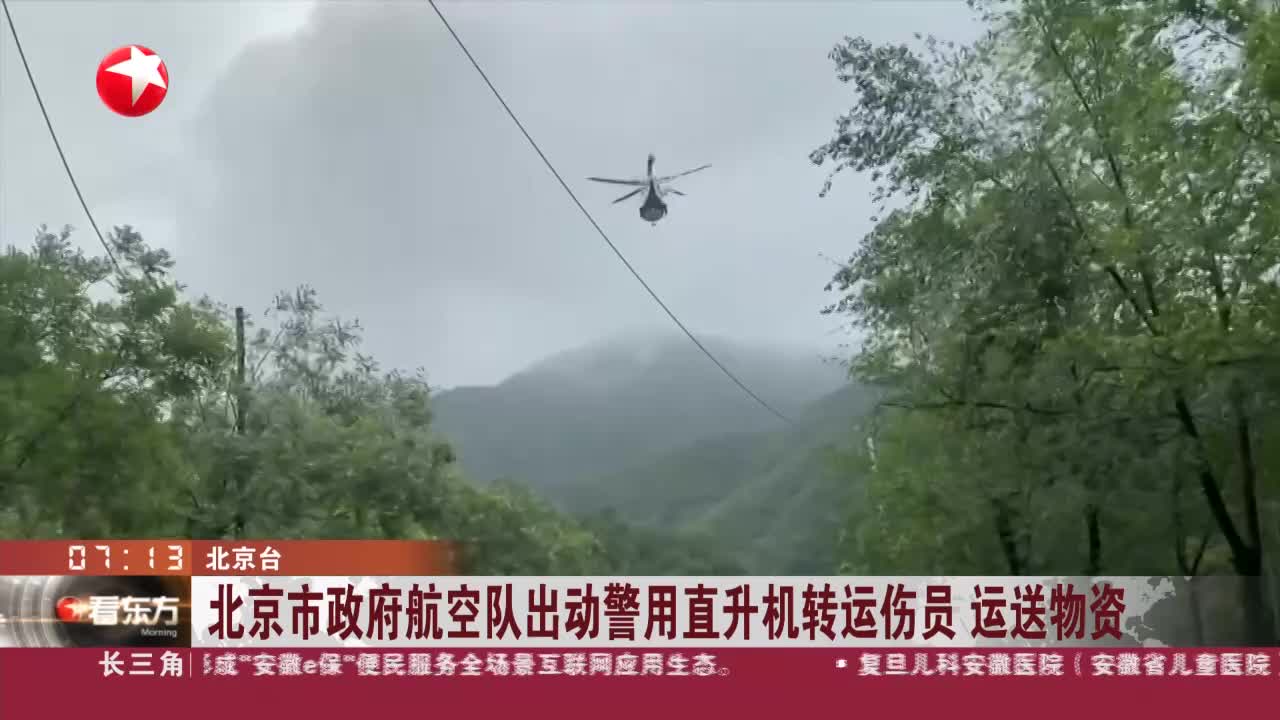 07:13 北京台
看东方
Morning
北京市政府航空队出动警用直升机转运伤员 运送物资
长三角
成“安徽e保”便民服务全场景互联网应用生态。
• 复旦儿科安徽医院（安徽省儿童医院